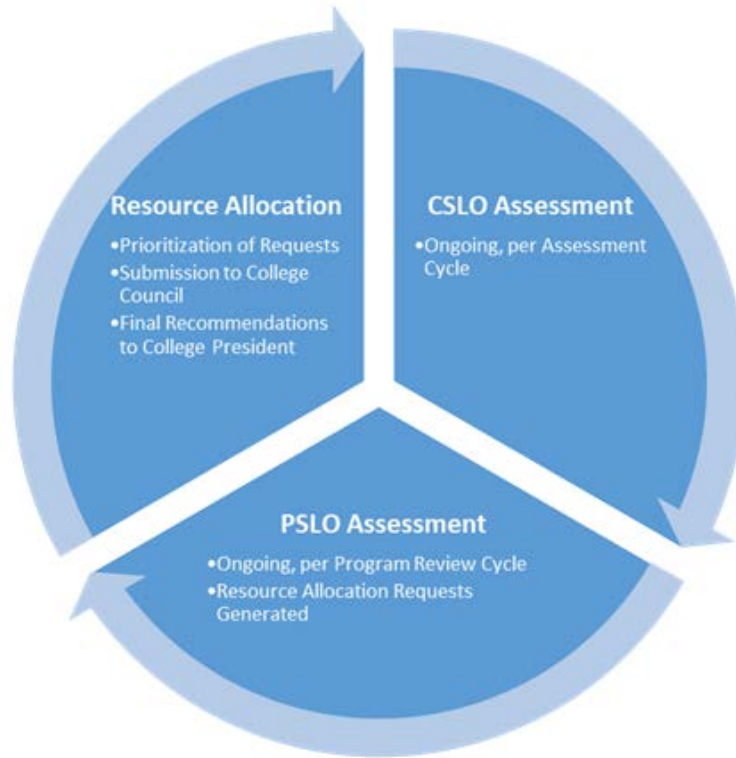 Resource Allocation
•Prioritization of Requests
•Submission to College
Council
•Final Recommendations
to College President
CSLO Assessment
•Ongoing, per Assessment
Cycle
PSLO Assessment
•Ongoing, per Program Review Cycle
•Resource Allocation Requests
Generated